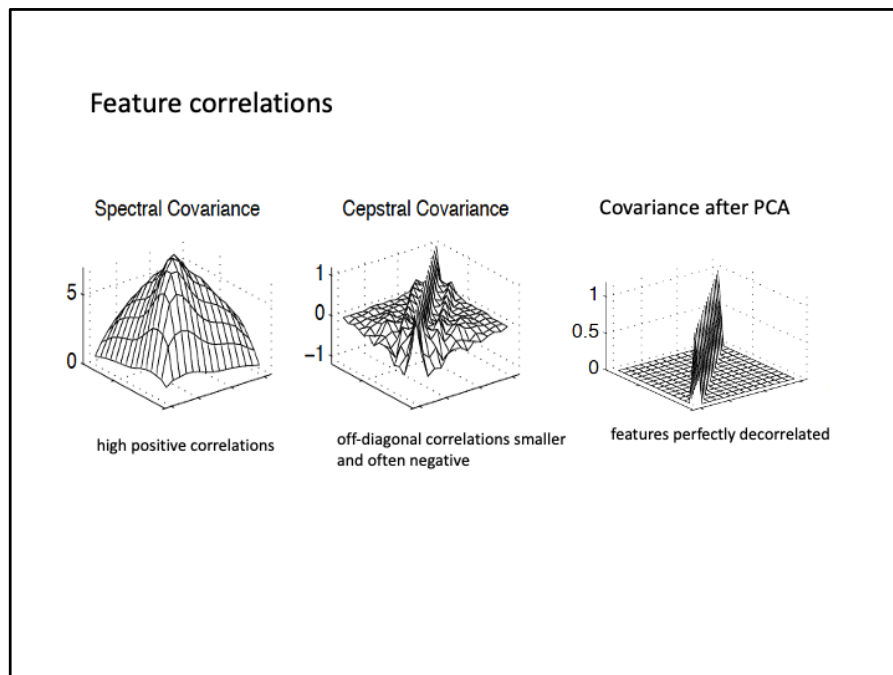 Feature correlations
Spectral Covariance
5
0
high positive correlations
Cepstral Covariance
1
0
−1
off-diagonal correlations smaller
and often negative
Covariance after PCA
1
0.5
0
features perfectly decorrelated